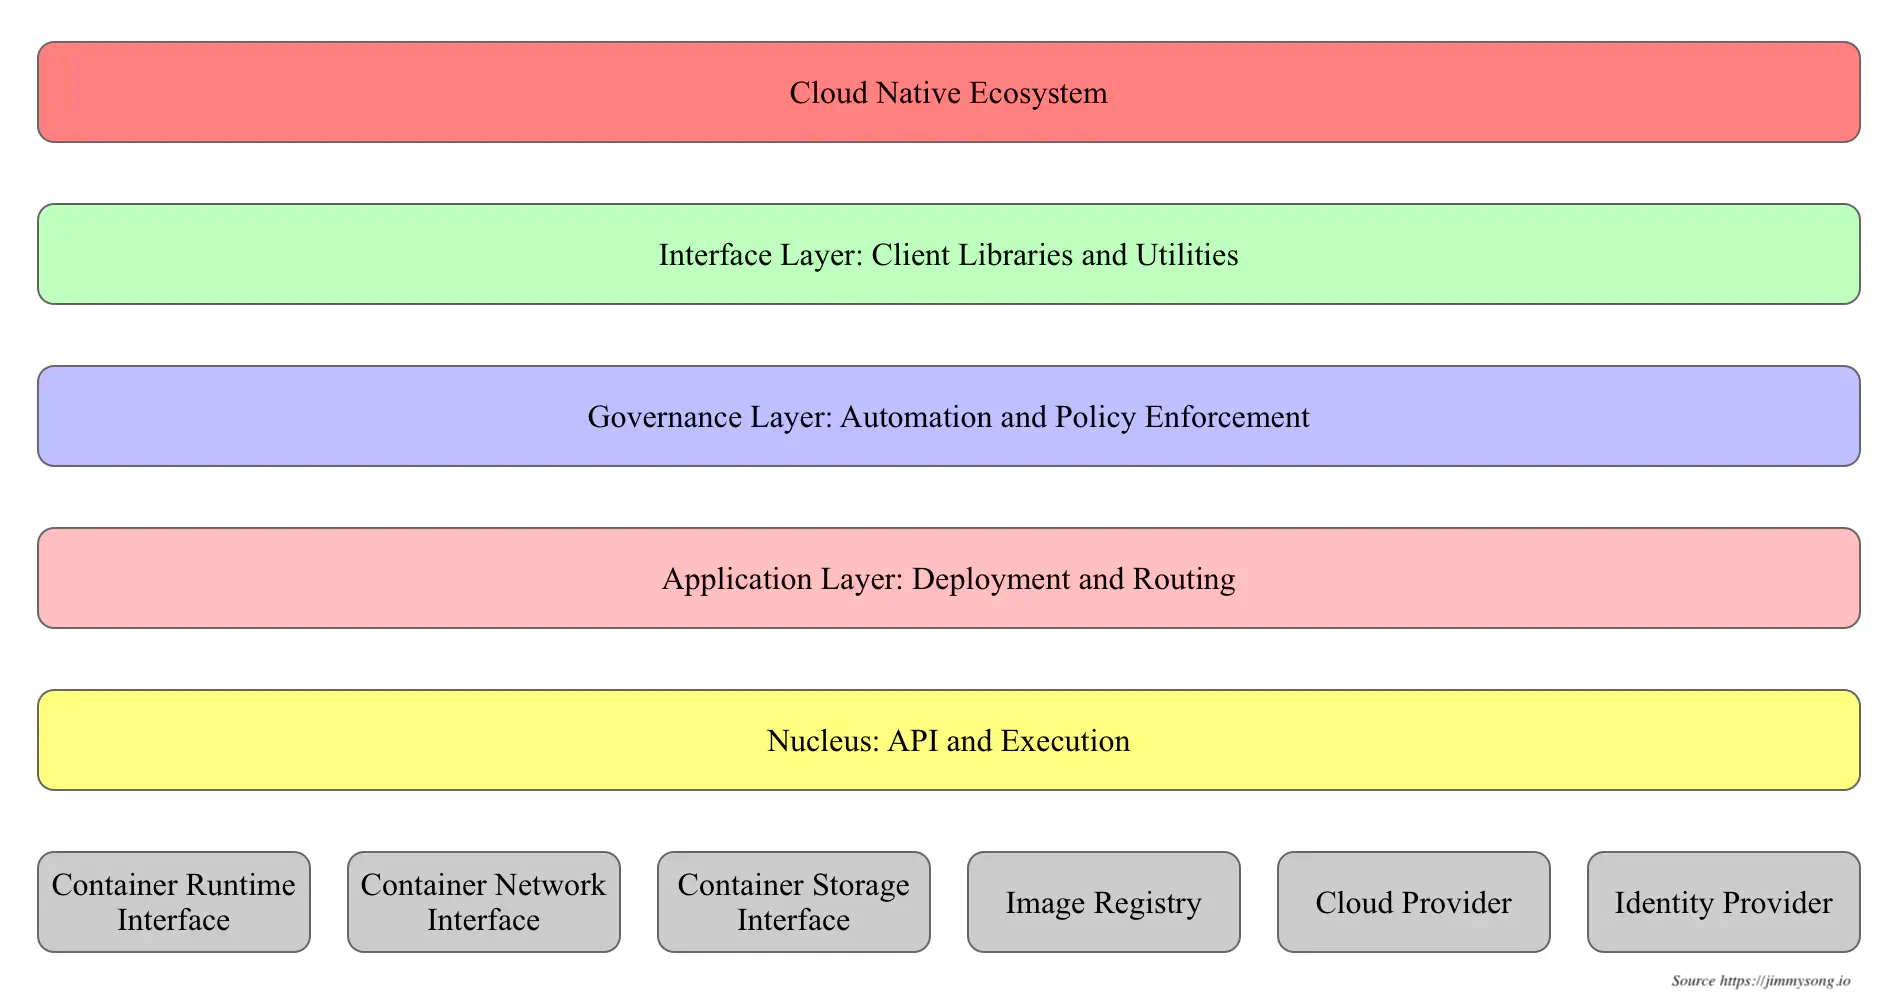 Cloud Native Ecosystem
Interface Layer: Client Libraries and Utilities
Governance Layer: Automation and Policy Enforcement
Application Layer: Deployment and Routing
Nucleus: API and Execution
Container Runtime
Interface
Container Network
Interface
Container Storage
Interface
Image Registry
Cloud Provider
Identity Provider
Source https://jimmysong.io